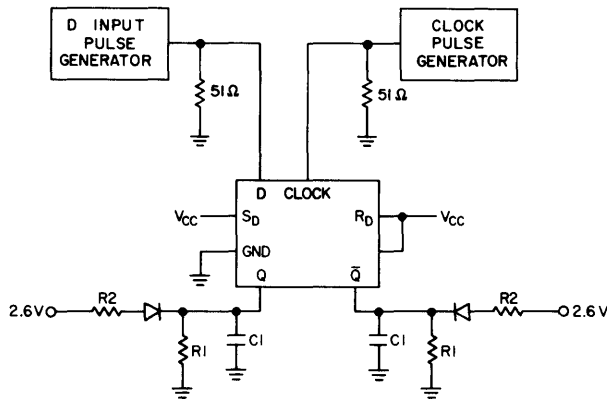 D INPUT
PULSE
GENERATOR
CLOCK
PULSE
GENERATOR
51Ω
51Ω
D CLOCK
VCC
SD
RD
VCC
GND
Q
Q̅
2.6V
R2
R2
2.6V
R1
C1
C1
R1